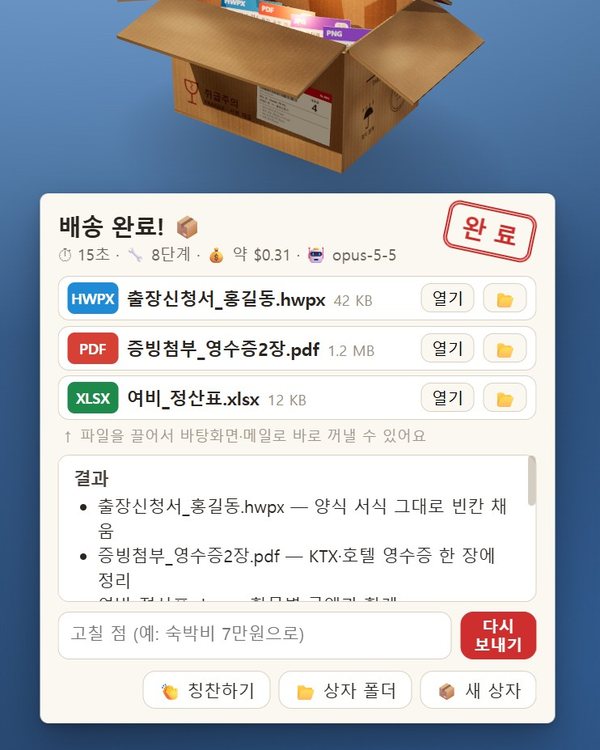 HWPX PDF PNG
취급주의
4
배송 완료!
완료
15초 · 8단계 · 약 $0.31 · opus-5-5
HWPX 출장신청서_홍길동.hwpx 42 KB 열기
PDF 증빙첨부_영수증2장.pdf 1.2 MB 열기
XLSX 여비_정산표.xlsx 12 KB 열기
↑ 파일을 끌어서 바탕화면·메일로 바로 꺼낼 수 있어요
결과
• 출장신청서_홍길동.hwpx — 양식 서식 그대로 빈칸 채
움
• 증빙첨부_영수증2장.pdf — KTX·호텔 영수증 한 장에
정리
고칠 점 (예: 숙박비 7만원으로)
다시
보내기
칭찬하기 상자 폴더 새 상자